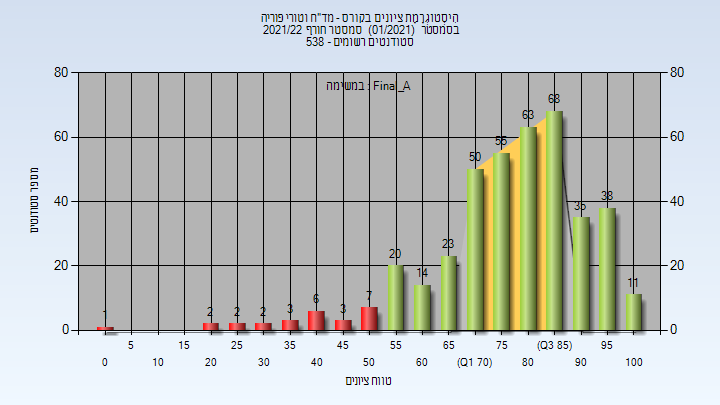 היסטוגרמת ציונים בקורס - מד"ח וטורי פוריה
בסמסטר (01/2021) סמסטר חורף 2021/22
סטודנטים רשומים - 538
במשימה : Final_A
מספר סטודנטים
80 80
60 60
40 40
20 20
0 0
1 2 2 2 3 6 3 7 20 14 23 50 55 63 68 35 38 11
5 15 25 35 45 55 65 75 (Q3 85) 95
0 10 20 30 40 50 60 (Q1 70) 80 90 100
טווח ציונים